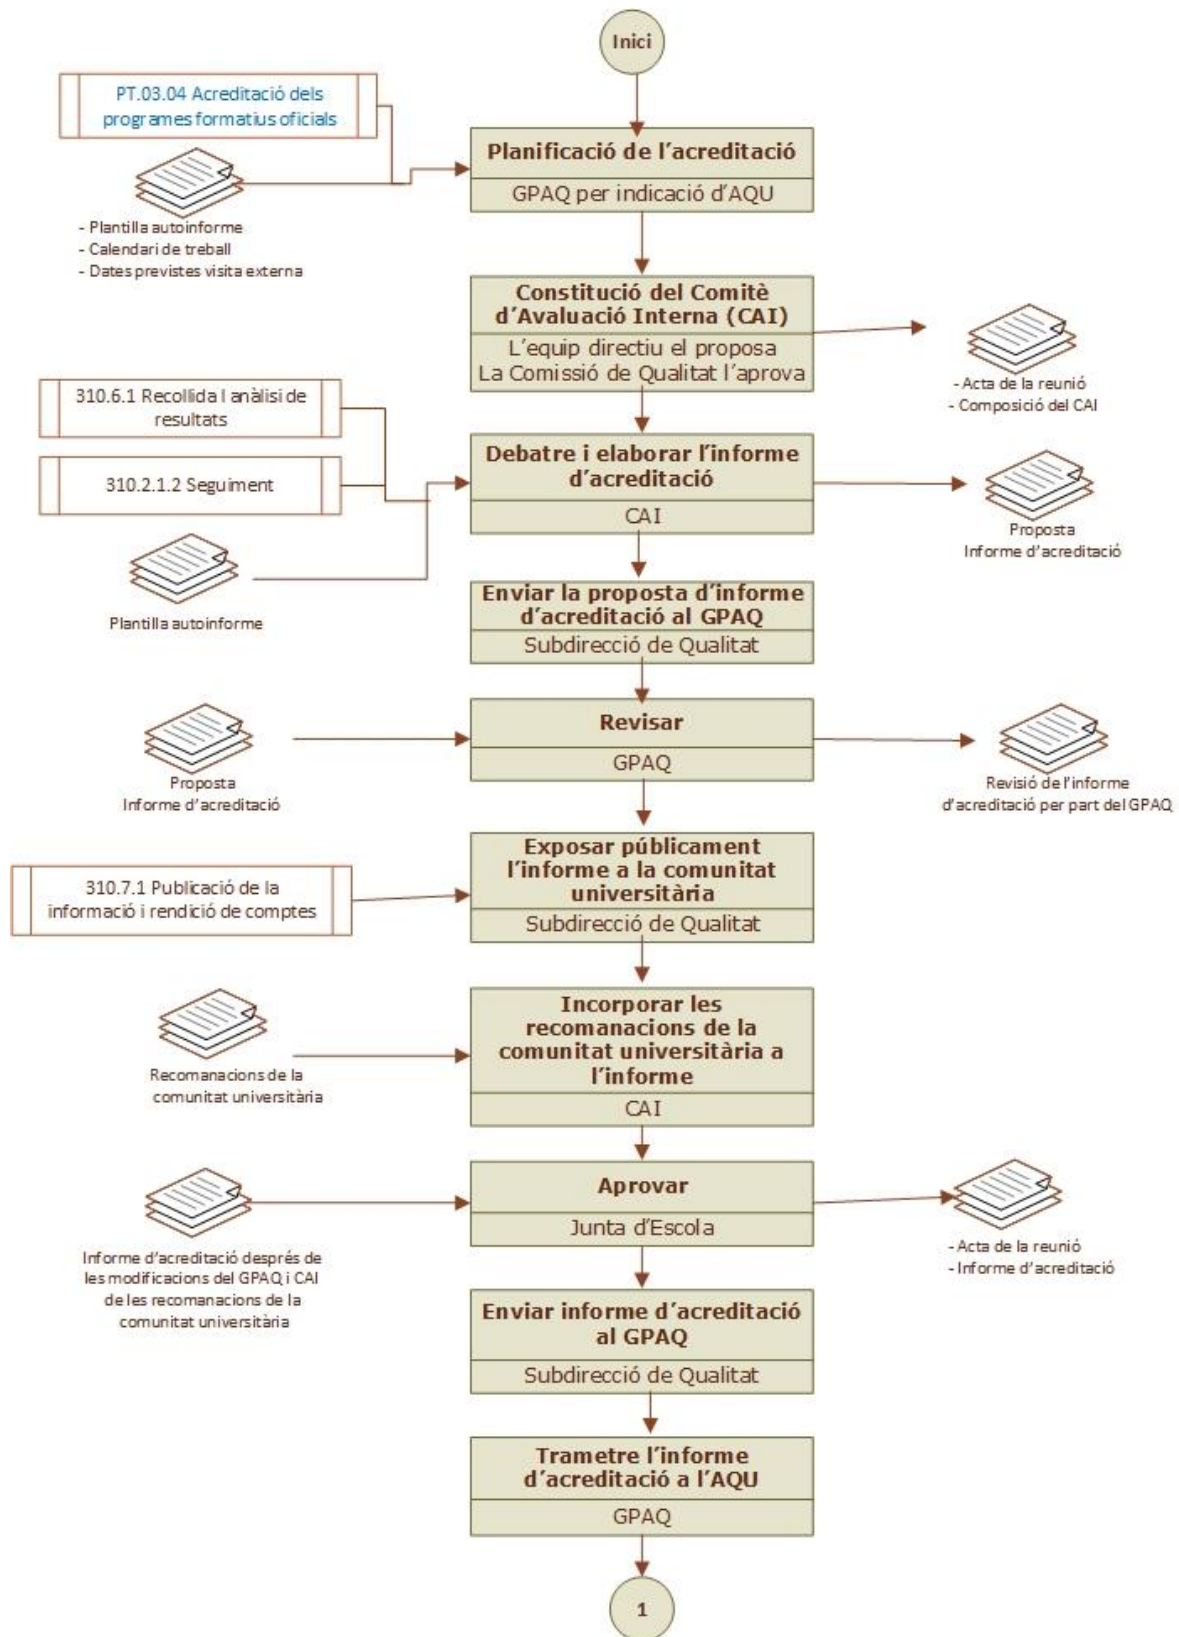 Inici
PT.03.04 Acreditació dels
programes formatius oficials
Planificació de l'acreditació
GPAQ per indicació d'AQU
- Plantilla autoinforme
- Calendari de treball
- Dates previstes visita externa
Constitució del Comitè
d'Avaluació Interna (CAI)
L'equip directiu el proposa
La Comissió de Qualitat l'aprova
- Acta de la reunió
- Composició del CAI
310.6.1 Recollida I anàlisi de
resultats
310.2.1.2 Seguiment
Debatre i elaborar l'informe
d'acreditació
CAI
Proposta
Informe d'acreditació
Plantilla autoinforme
Enviar la proposta d'informe
d'acreditació al GPAQ
Subdirecció de Qualitat
Revisar
GPAQ
Proposta
Informe d'acreditació
Revisió de l'informe
d'acreditació per part del GPAQ
310.7.1 Publicació de la
informació i rendició de comptes
Exposar públicament
l'informe a la comunitat
universitària
Subdirecció de Qualitat
Recomanacions de la
comunitat universitària
Incorporar les
recomanacions de la
comunitat universitària a
l'informe
CAI
Aprovar
Junta d'Escola
Informe d'acreditació després de
les modificacions del GPAQ i CAI
de les recomanacions de la
comunitat universitària
- Acta de la reunió
- Informe d'acreditació
Enviar informe d'acreditació
al GPAQ
Subdirecció de Qualitat
Trametre l'informe
d'acreditació a l'AQU
GPAQ
1